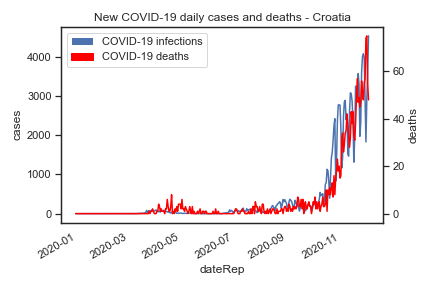 New COVID-19 daily cases and deaths - Croatia
COVID-19 infections
COVID-19 deaths
4000
3000
2000
1000
0
cases
60
40
20
0
deaths
2020-01
2020-03
2020-05
2020-07
2020-09
2020-11
dateRep